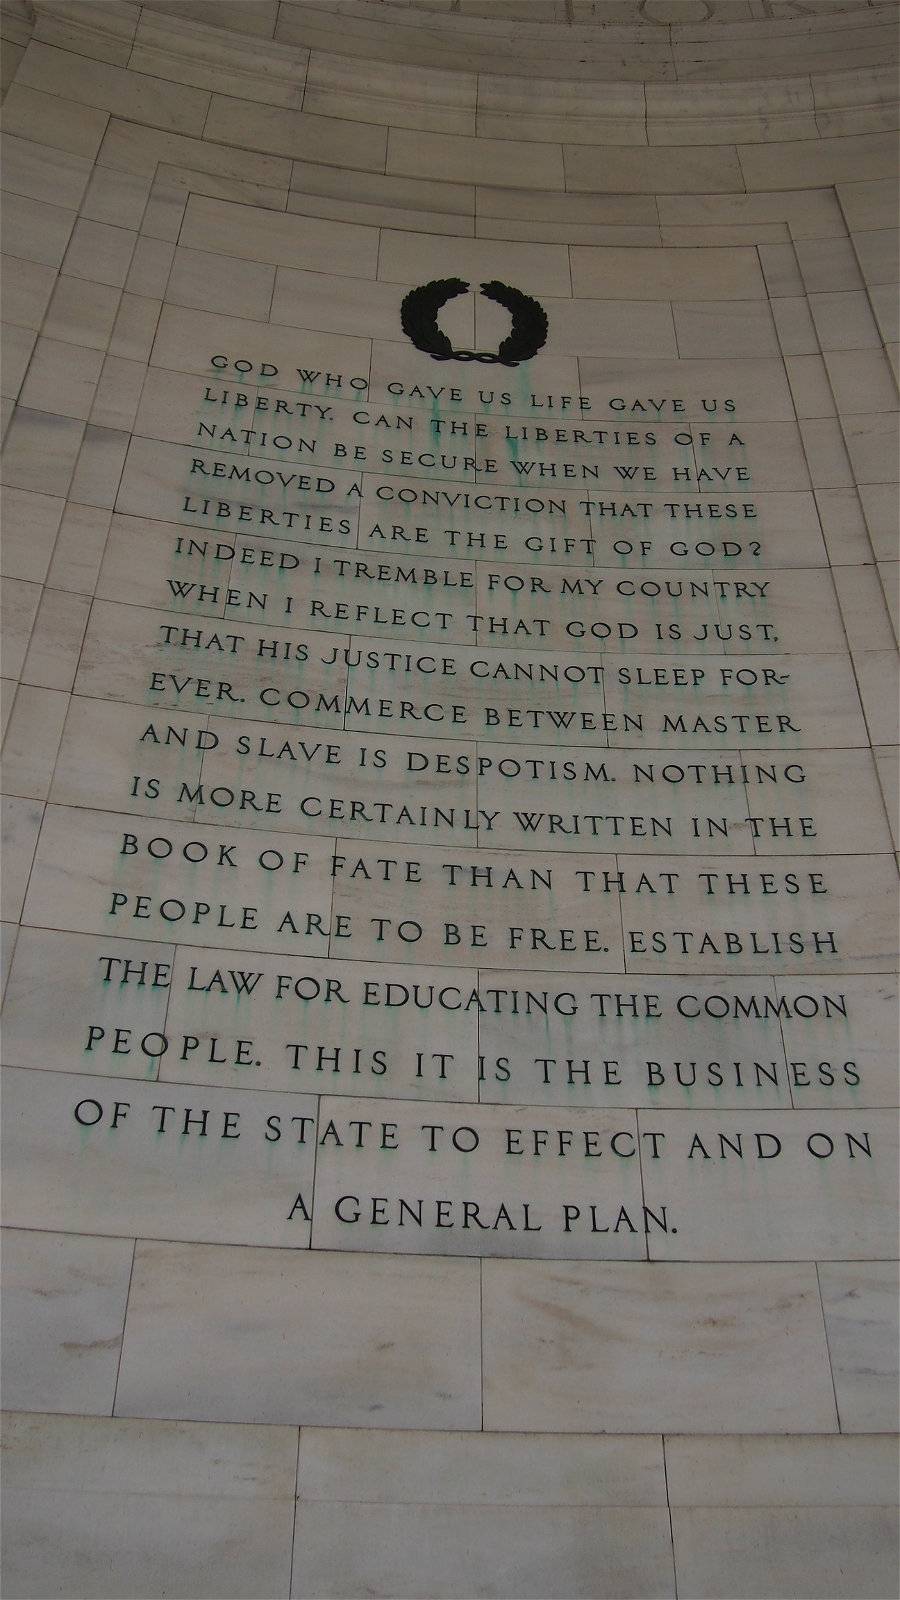 GOD WHO GAVE US LIFE GAVE US
LIBERTY. CAN THE LIBERTIES OF A
NATION BE SECURE WHEN WE HAVE
REMOVED A CONVICTION THAT THESE
LIBERTIES ARE THE GIFT OF GOD?
INDEED I TREMBLE FOR MY COUNTRY
WHEN I REFLECT THAT GOD IS JUST,
THAT HIS JUSTICE CANNOT SLEEP FOR-
EVER. COMMERCE BETWEEN MASTER
AND SLAVE IS DESPOTISM. NOTHING
IS MORE CERTAINLY WRITTEN IN THE
BOOK OF FATE THAN THAT THESE
PEOPLE ARE TO BE FREE. ESTABLISH
THE LAW FOR EDUCATING THE COMMON
PEOPLE. THIS IT IS THE BUSINESS
OF THE STATE TO EFFECT AND ON
A GENERAL PLAN.